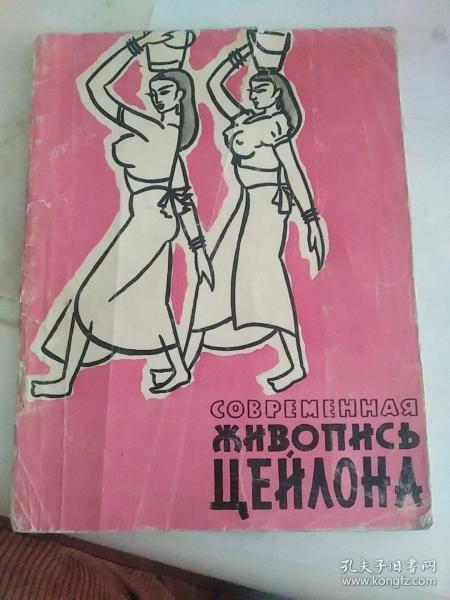 СОВРЕМЕННАЯ
ЖИВОПИСЬ
ЦЕЙЛОНА
孔夫子旧书网
www.kongfz.com